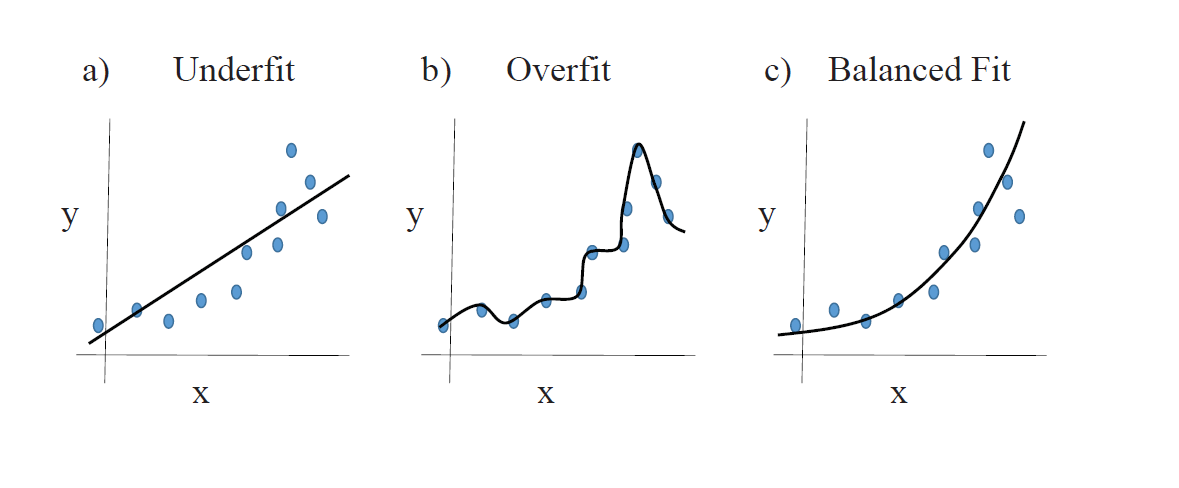 a) Underfit
b) Overfit
c) Balanced Fit
y
y
y
x
x
x